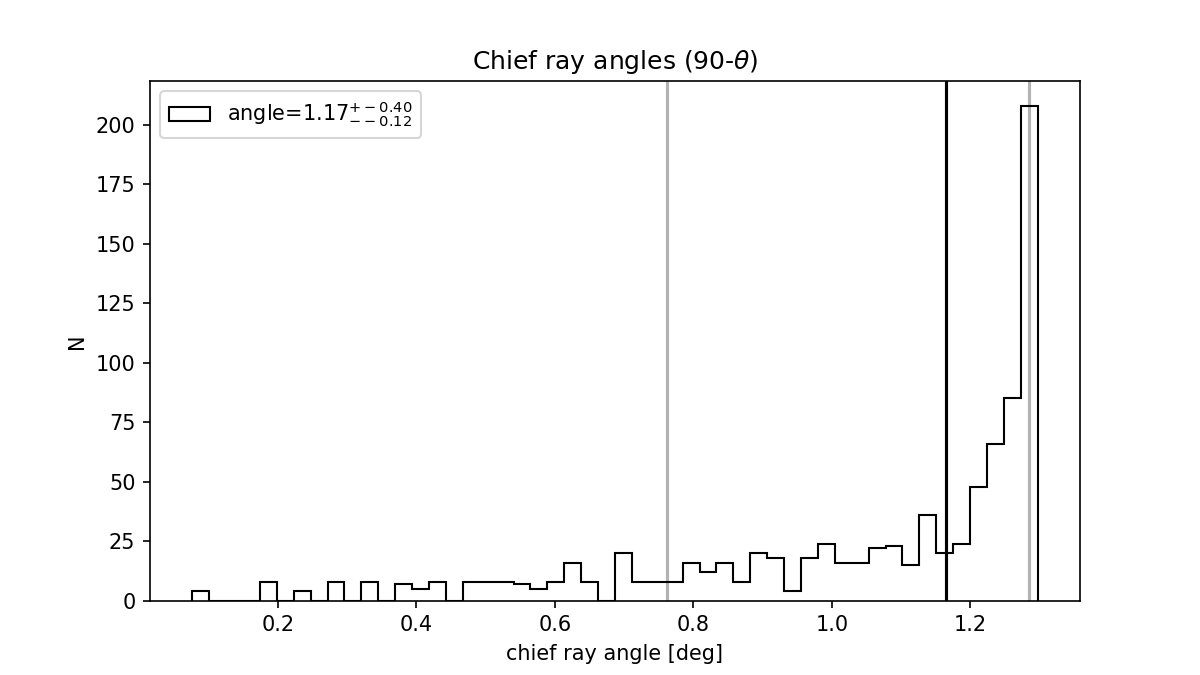 Chief ray angles (90-θ)
angle=1.17^{+−0.40}_{−−0.12}
N
200
175
150
125
100
75
50
25
0
0.2 0.4 0.6 0.8 1.0 1.2
chief ray angle [deg]